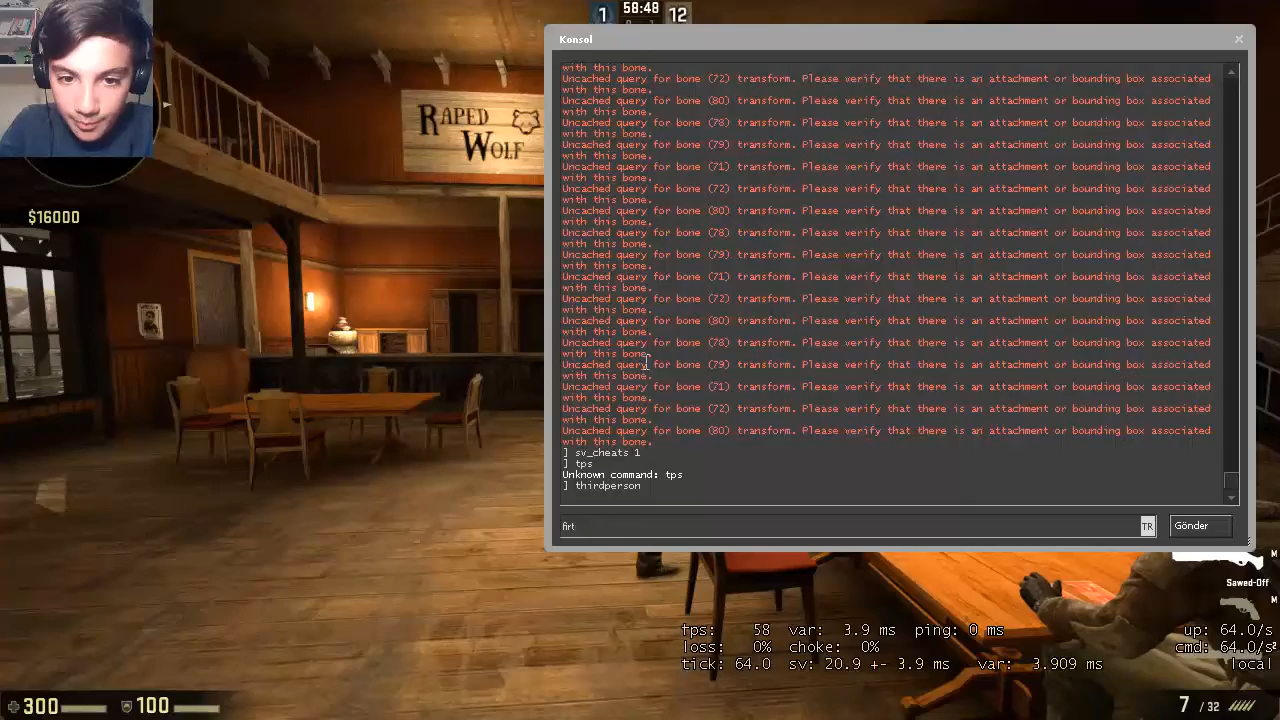 58:48
1 12
Konsol
RAPED
WOLF
$16000
with this bone.
Uncached query for bone (72) transform. Please verify that there is an attachment or bounding box associated
with this bone.
Uncached query for bone (80) transform. Please verify that there is an attachment or bounding box associated
with this bone.
Uncached query for bone (78) transform. Please verify that there is an attachment or bounding box associated
with this bone.
Uncached query for bone (79) transform. Please verify that there is an attachment or bounding box associated
with this bone.
Uncached query for bone (71) transform. Please verify that there is an attachment or bounding box associated
with this bone.
Uncached query for bone (72) transform. Please verify that there is an attachment or bounding box associated
with this bone.
Uncached query for bone (80) transform. Please verify that there is an attachment or bounding box associated
with this bone.
Uncached query for bone (78) transform. Please verify that there is an attachment or bounding box associated
with this bone.
Uncached query for bone (79) transform. Please verify that there is an attachment or bounding box associated
with this bone.
Uncached query for bone (71) transform. Please verify that there is an attachment or bounding box associated
with this bone.
Uncached query for bone (72) transform. Please verify that there is an attachment or bounding box associated
with this bone.
Uncached query for bone (80) transform. Please verify that there is an attachment or bounding box associated
with this bone.
Uncached query for bone (78) transform. Please verify that there is an attachment or bounding box associated
with this bone.
Uncached query for bone (79) transform. Please verify that there is an attachment or bounding box associated
with this bone.
Uncached query for bone (71) transform. Please verify that there is an attachment or bounding box associated
with this bone.
Uncached query for bone (72) transform. Please verify that there is an attachment or bounding box associated
with this bone.
Uncached query for bone (80) transform. Please verify that there is an attachment or bounding box associated
with this bone.
] sv_cheats 1
] tps
Unknown command: tps
] thirdperson
firt
TR
Gönder
M
Sawed-Off
M
fps: 58 var: 3.9 ms ping: 0 ms up: 64.0/s
loss: 0% choke: 0% cmd: 64.0/s
tick: 64.0 sv: 20.9 +- 3.9 ms var: 3.909 ms local
300 100
7 / 32